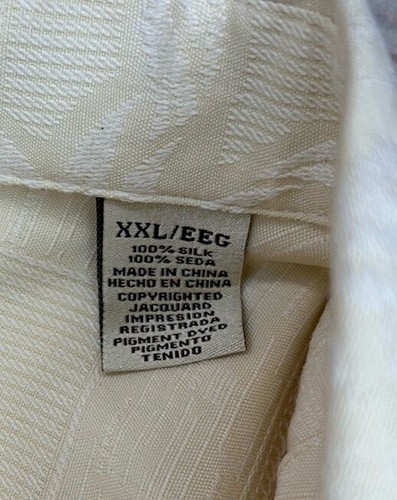 XXL/EEG
100% SILK
100% SEDA
MADE IN CHINA
HECHO EN CHINA
COPYRIGHTED
JACQUARD
IMPRESION
REGISTRADA
PIGMENT DYED
PIGMENTO
TENIDO